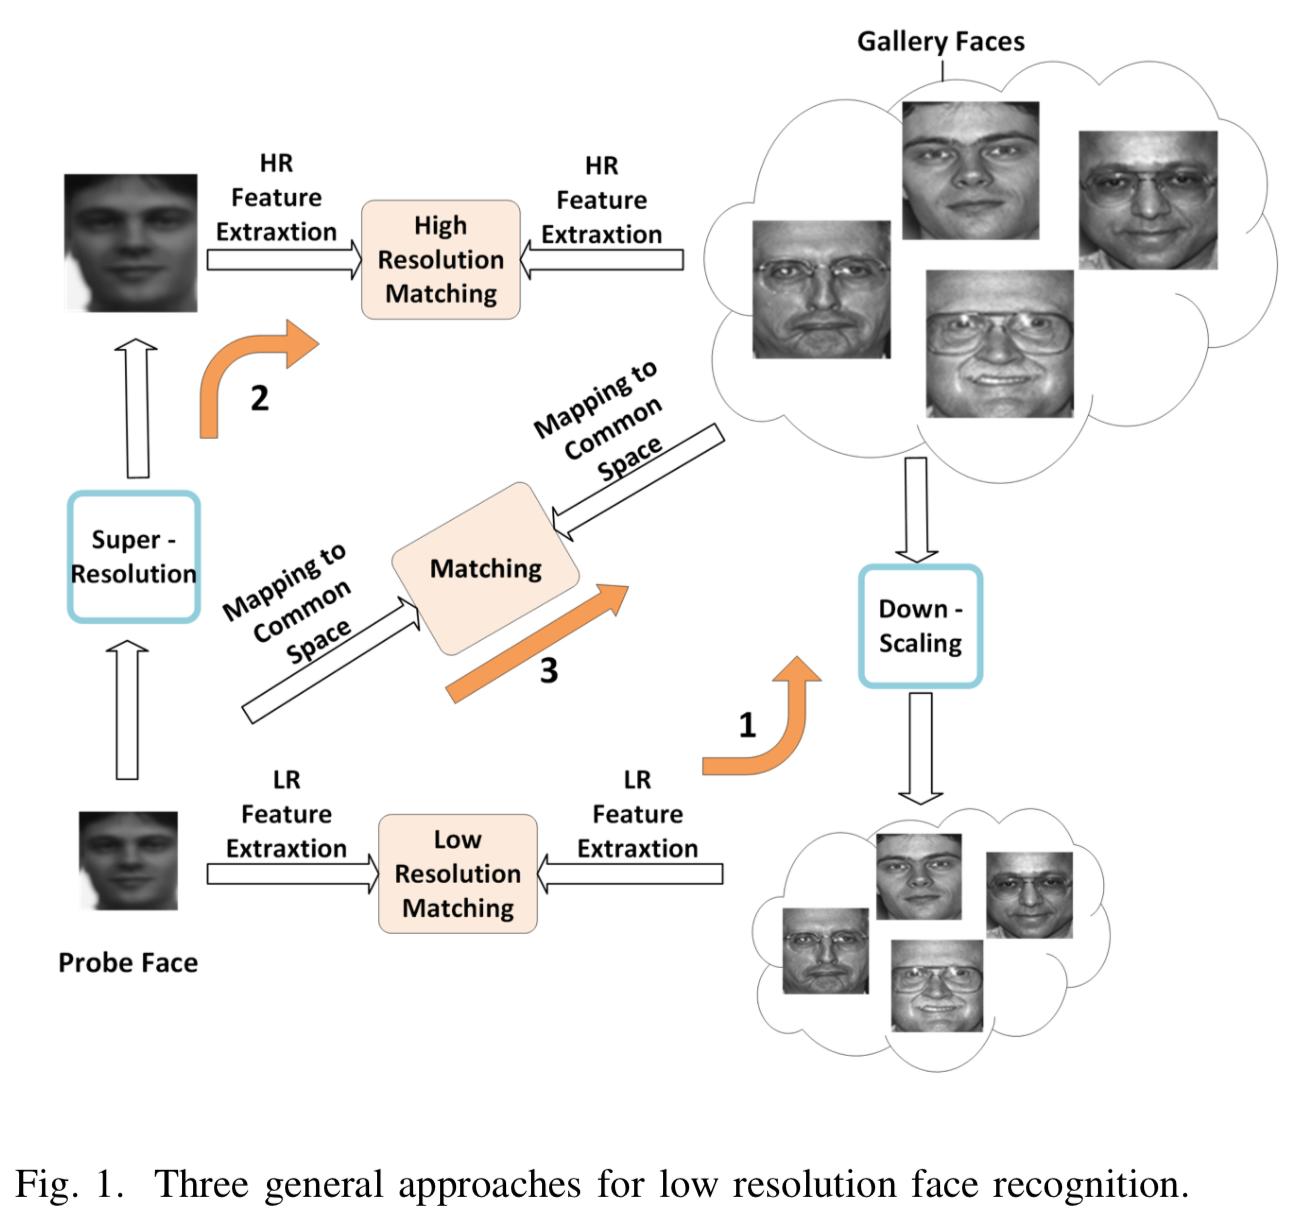 Gallery Faces
HR
Feature
Extraxtion
High
Resolution
Matching
HR
Feature
Extraxtion
2
Mapping to
Common
Space
Super -
Resolution
Mapping to
Common
Space
Matching
3
Down -
Scaling
1
LR
Feature
Extraxtion
Low
Resolution
Matching
LR
Feature
Extraxtion
Probe Face
Fig. 1. Three general approaches for low resolution face recognition.